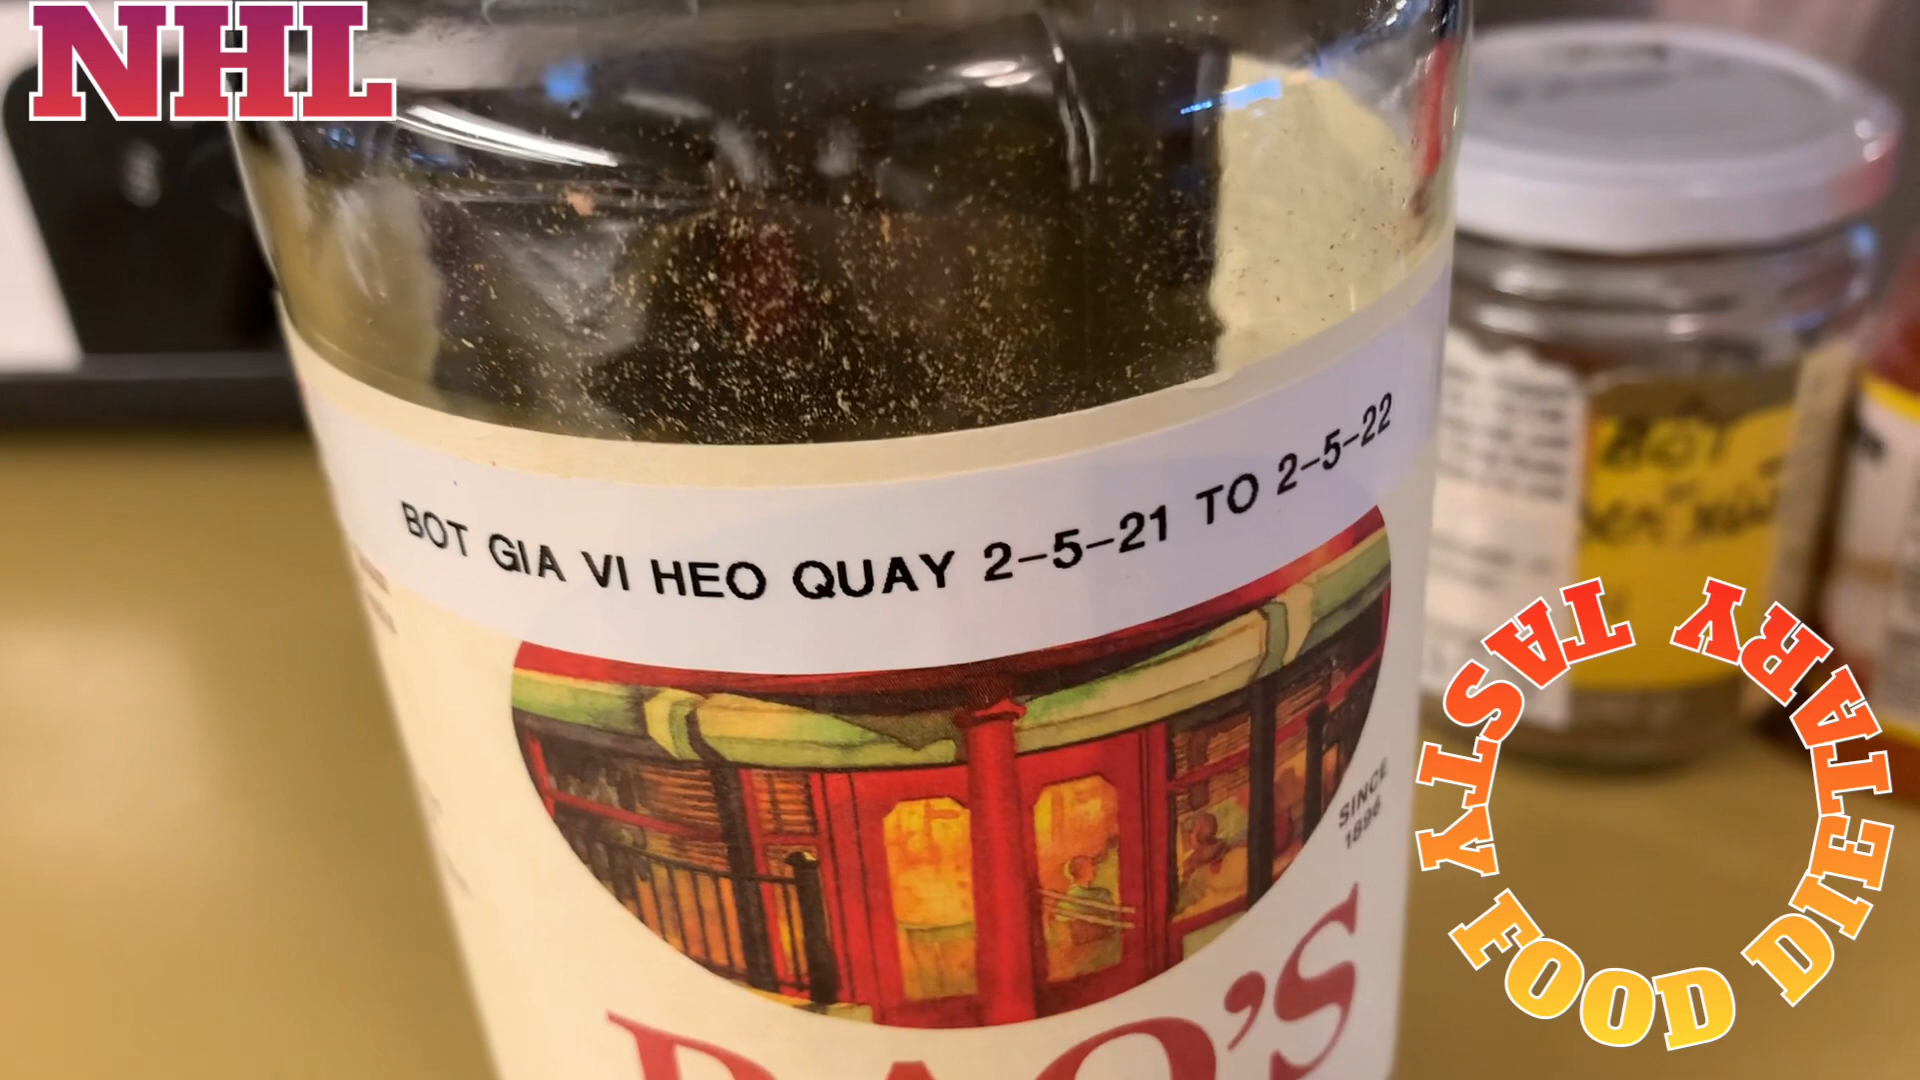 NHL
BOT GIA VI HEO QUAY 2-5-21 TO 2-5-22
SINCE
1896
RAO'S
BỘT
TASTY FOOD DIETARY